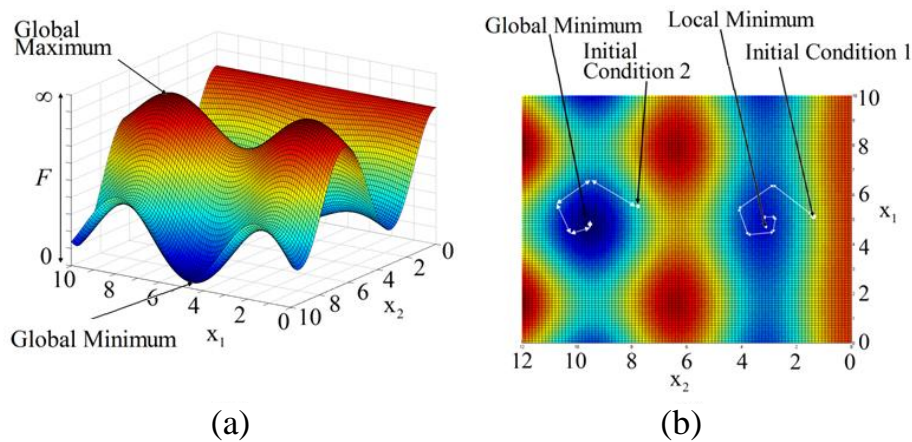 Global
Maximum
∞
F
0
10
8
6
4
2
0
x₁
10
8
6
4
2
0
x₂
Global Minimum
(a)
Global Minimum
Local Minimum
Initial
Condition 2
Initial Condition 1
10
8
6
x₁
4
2
0
12
10
8
6
4
2
0
x₂
(b)